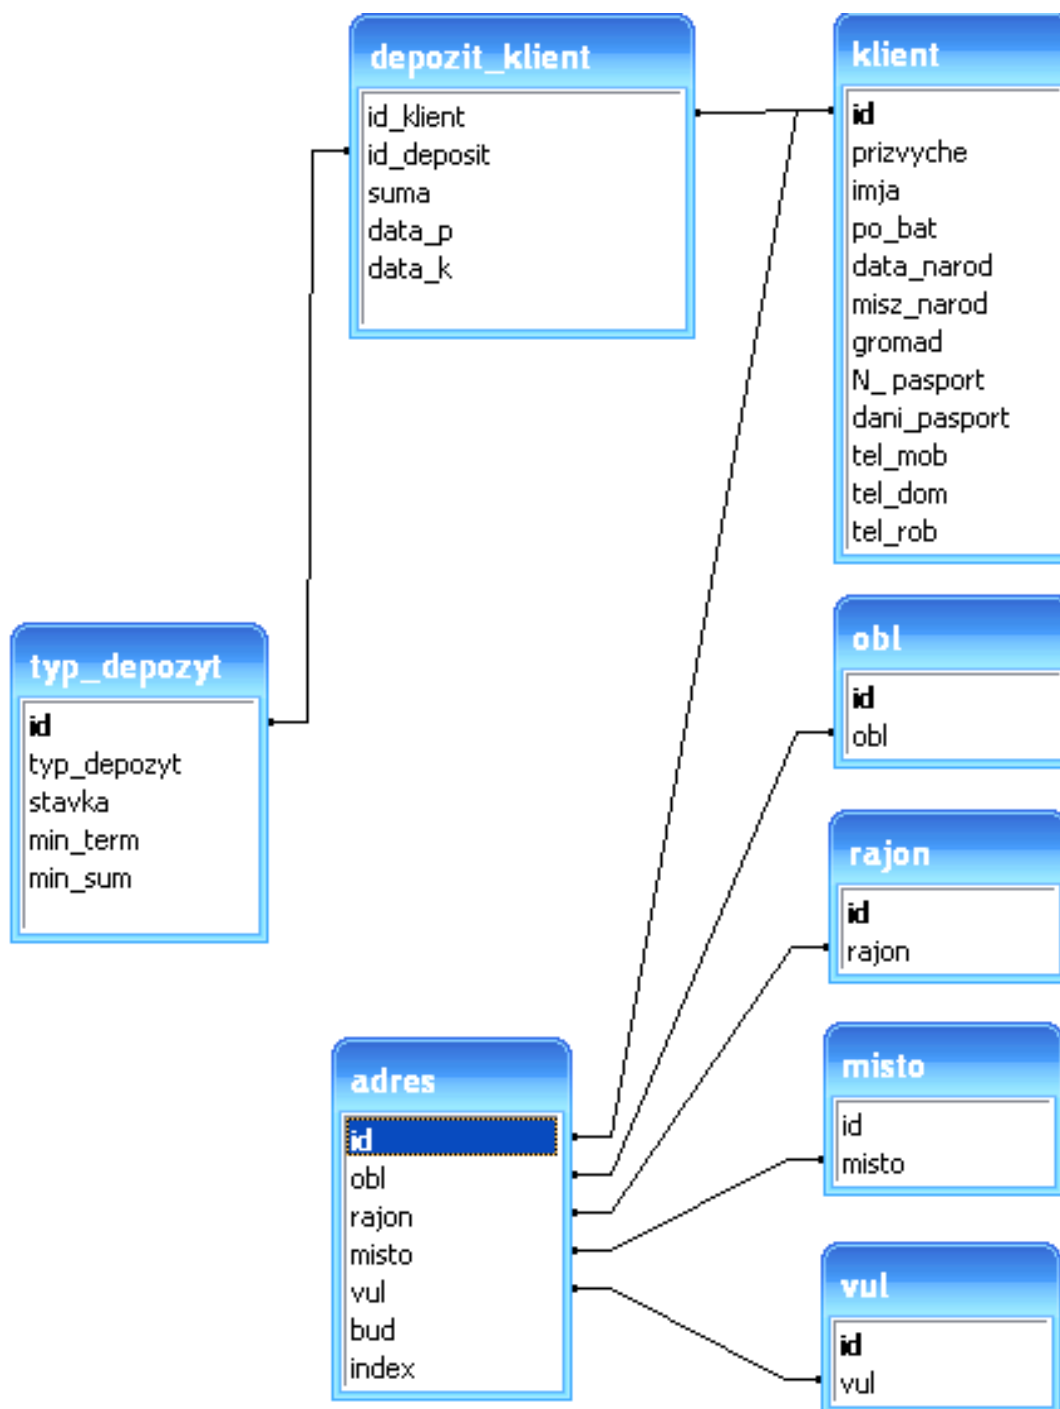 depozit_klient
id_klient
id_deposit
suma
data_p
data_k
klient
id
prizvyche
imja
po_bat
data_narod
misz_narod
gromad
N_ pasport
dani_pasport
tel_mob
tel_dom
tel_rob
typ_depozyt
id
typ_depozyt
stavka
min_term
min_sum
obl
id
obl
rajon
id
rajon
adres
id
obl
rajon
misto
vul
bud
index
misto
id
misto
vul
id
vul